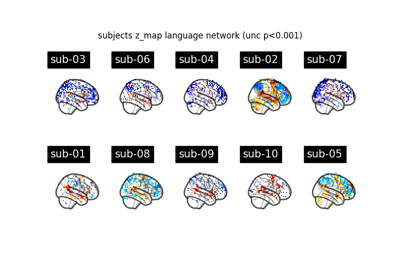 subjects z_map language network (unc p<0.001)
sub-03 sub-06 sub-04 sub-02 sub-07
sub-01 sub-08 sub-09 sub-10 sub-05